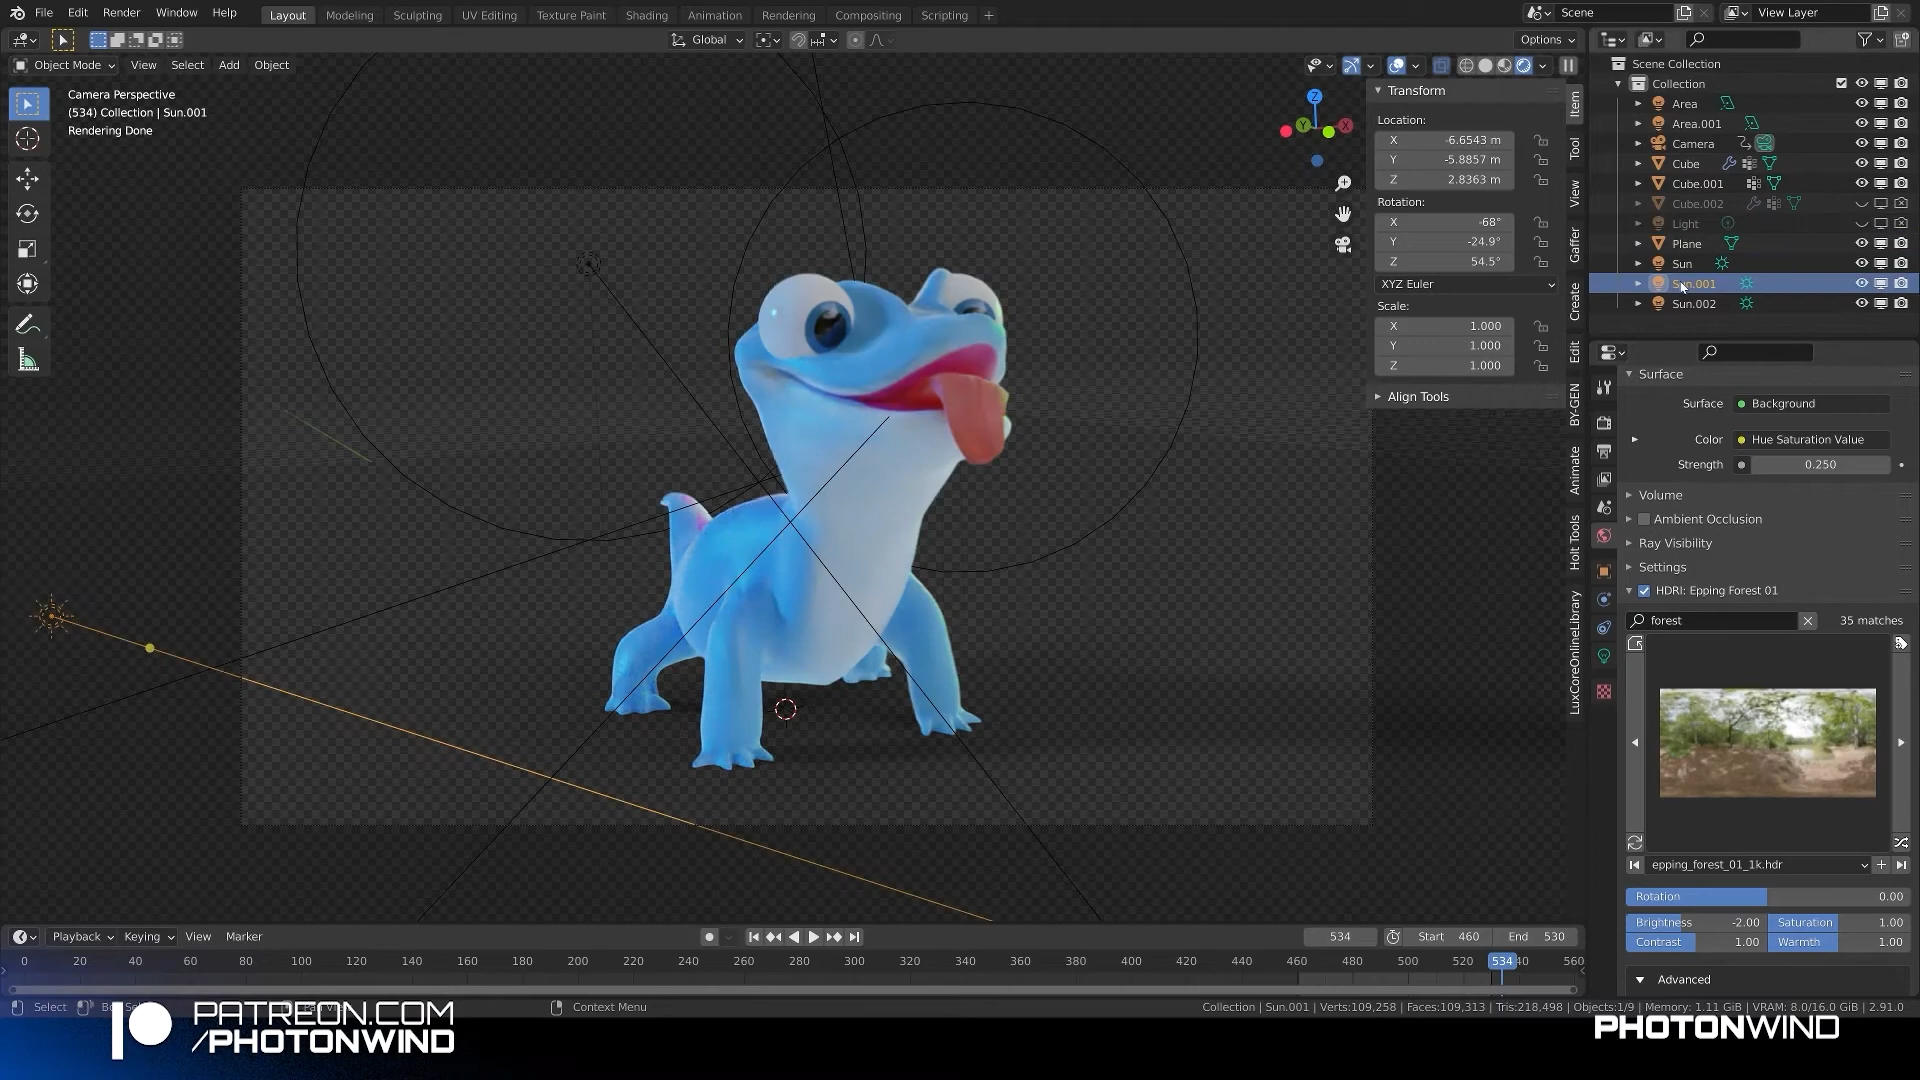 File Edit Render Window Help Layout Modeling Sculpting UV Editing Texture Paint Shading Animation Rendering Compositing Scripting + Scene View Layer
Global Options
Object Mode View Select Add Object
Camera Perspective
(534) Collection | Sun.001
Rendering Done
Z
Y
X
Transform
Location:
X -6.6543 m
Y -5.8857 m
Z 2.8363 m
Rotation:
X -68°
Y -24.9°
Z 54.5°
XYZ Euler
Scale:
X 1.000
Y 1.000
Z 1.000
Align Tools
Item
Tool
View
Gaffer
Create
Edit
BY-GEN
Animate
Holt Tools
LuxCoreOnlineLibrary
Scene Collection
Collection
Area
Area.001
Camera
Cube
Cube.001
Cube.002
Light
Plane
Sun
Sun.001
Sun.002
Surface
Surface Background
Color Hue Saturation Value
Strength 0.250
Volume
Ambient Occlusion
Ray Visibility
Settings
HDRI: Epping Forest 01
forest 35 matches
epping_forest_01_1k.hdr
Rotation 0.00
Brightness -2.00 Saturation 1.00
Contrast 1.00 Warmth 1.00
Advanced
Playback Keying View Marker 534 Start 460 End 530
0 20 40 60 80 100 120 140 160 180 200 220 240 260 280 300 320 340 360 380 400 420 440 460 480 500 520 534 40 560
Select Context Menu Collection | Sun.001 | Verts:109,258 | Faces:109,313 | Tris:218,498 | Objects:1/9 | Memory: 1.11 GiB | VRAM: 8.0/16.0 GiB | 2.91.0
PATREON.COM
/PHOTONWIND
PHOTONWIND